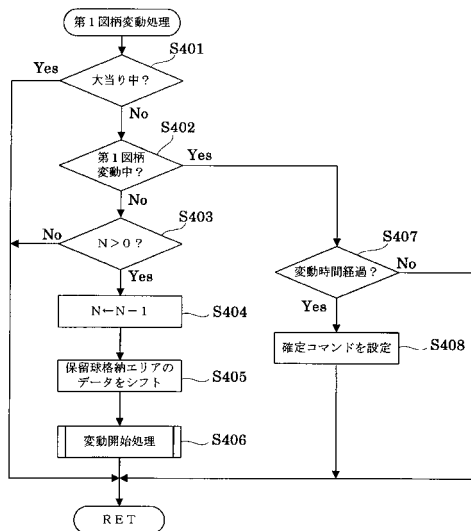 第1図柄変動処理
S401
Yes
大当り中?
No
S402
第1図柄
変動中?
Yes
No
S403
No
N>0?
Yes
S407
変動時間経過?
No
Yes
N←N-1
S404
確定コマンドを設定
S408
保留球格納エリアの
データをシフト
S405
変動開始処理
S406
RET